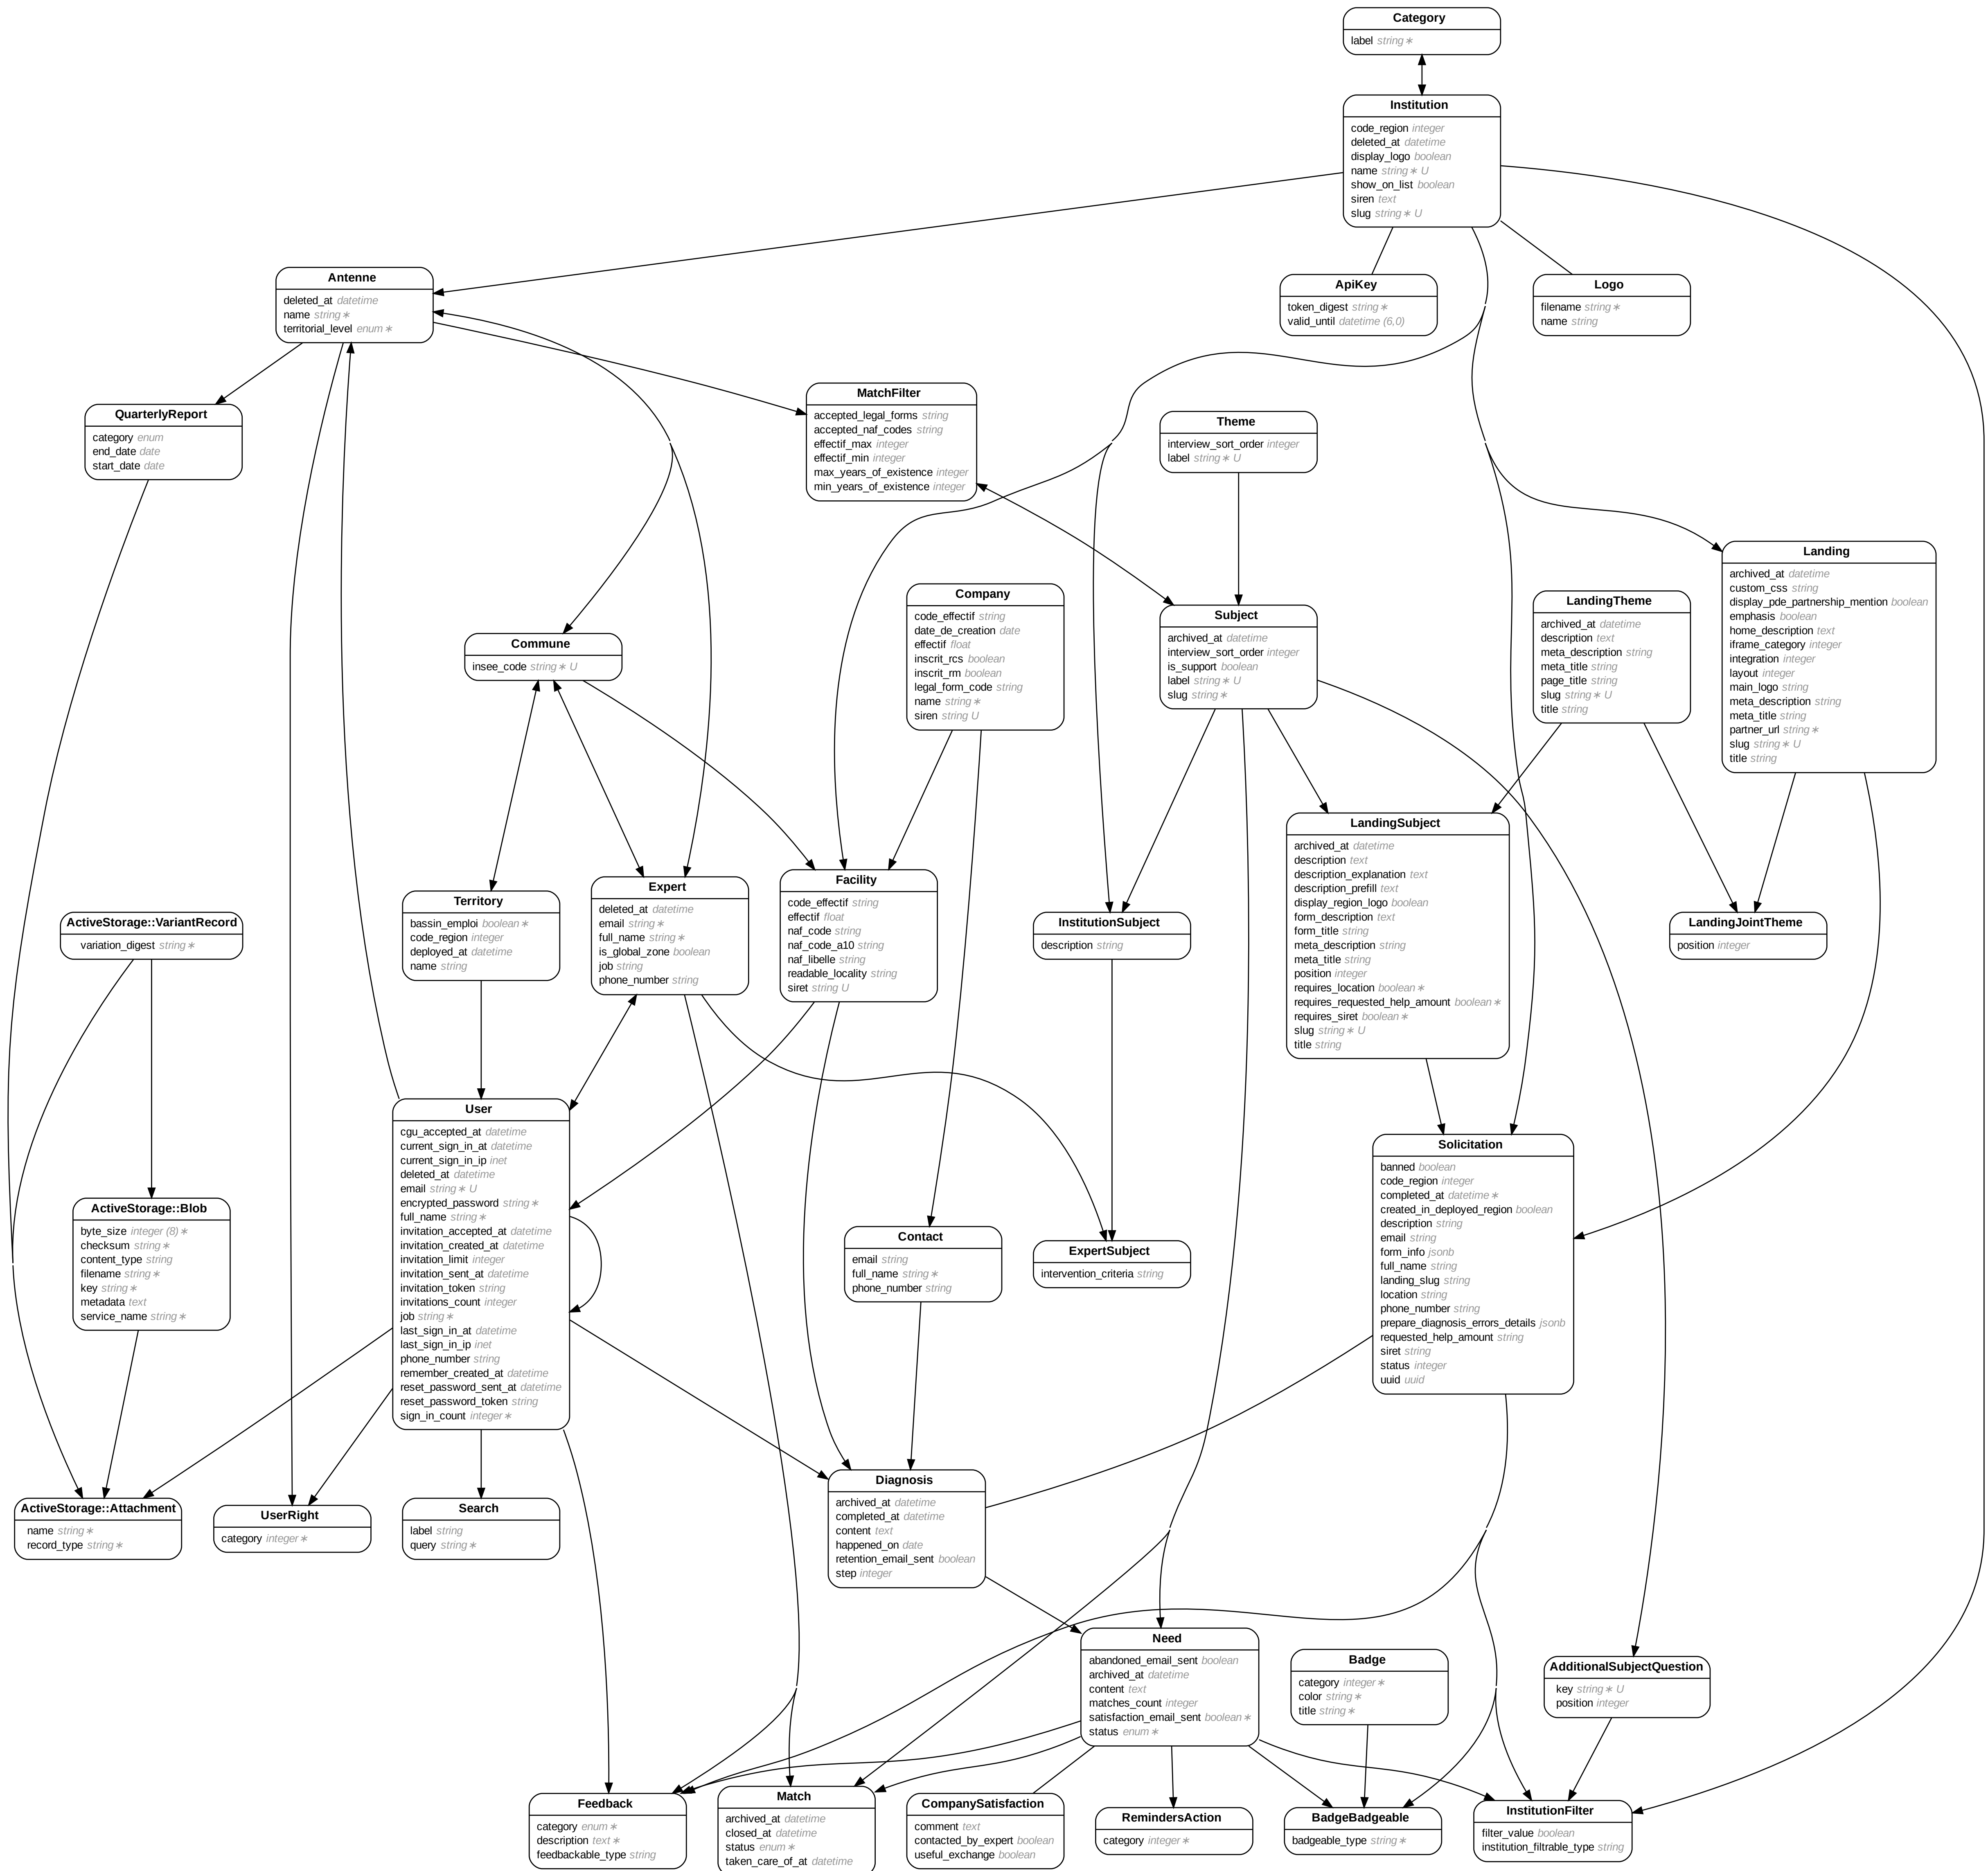 Category
label string∗
Institution
code_region integer
deleted_at datetime
display_logo boolean
name string∗ U
show_on_list boolean
siren text
slug string∗ U
Antenne
deleted_at datetime
name string∗
territorial_level enum∗
ApiKey
token_digest string∗
valid_until datetime (6,0)
Logo
filename string∗
name string
QuarterlyReport
category enum
end_date date
start_date date
MatchFilter
accepted_legal_forms string
accepted_naf_codes string
effectif_max integer
effectif_min integer
max_years_of_existence integer
min_years_of_existence integer
Theme
interview_sort_order integer
label string∗ U
Landing
archived_at datetime
custom_css string
display_pde_partnership_mention boolean
emphasis boolean
home_description text
iframe_category integer
integration integer
layout integer
main_logo string
meta_description string
meta_title string
partner_url string∗
slug string∗ U
title string
Company
code_effectif string
date_de_creation date
effectif float
inscrit_rcs boolean
inscrit_rm boolean
legal_form_code string
name string∗
siren string U
LandingTheme
archived_at datetime
description text
meta_description string
meta_title string
page_title string
slug string∗ U
title string
Subject
archived_at datetime
interview_sort_order integer
is_support boolean
label string∗ U
slug string∗
Commune
insee_code string∗ U
LandingSubject
archived_at datetime
description text
description_explanation text
description_prefill text
display_region_logo boolean
form_description text
form_title string
meta_description string
meta_title string
position integer
requires_location boolean∗
requires_requested_help_amount boolean∗
requires_siret boolean∗
slug string∗ U
title string
Facility
code_effectif string
effectif float
naf_code string
naf_code_a10 string
naf_libelle string
readable_locality string
siret string U
Expert
deleted_at datetime
email string∗
full_name string∗
is_global_zone boolean
job string
phone_number string
Territory
bassin_emploi boolean∗
code_region integer
deployed_at datetime
name string
ActiveStorage::VariantRecord
variation_digest string∗
InstitutionSubject
description string
LandingJointTheme
position integer
User
cgu_accepted_at datetime
current_sign_in_at datetime
current_sign_in_ip inet
deleted_at datetime
email string∗ U
encrypted_password string∗
full_name string∗
invitation_accepted_at datetime
invitation_created_at datetime
invitation_limit integer
invitation_sent_at datetime
invitation_token string
invitations_count integer
job string∗
last_sign_in_at datetime
last_sign_in_ip inet
phone_number string
remember_created_at datetime
reset_password_sent_at datetime
reset_password_token string
sign_in_count integer∗
Solicitation
banned boolean
code_region integer
completed_at datetime∗
created_in_deployed_region boolean
description string
email string
form_info jsonb
full_name string
landing_slug string
location string
phone_number string
prepare_diagnosis_errors_details jsonb
requested_help_amount string
siret string
status integer
uuid uuid
ActiveStorage::Blob
byte_size integer (8)∗
checksum string∗
content_type string
filename string∗
key string∗
metadata text
service_name string∗
Contact
email string
full_name string∗
phone_number string
ExpertSubject
intervention_criteria string
Diagnosis
archived_at datetime
completed_at datetime
content text
happened_on date
retention_email_sent boolean
step integer
ActiveStorage::Attachment
name string∗
record_type string∗
UserRight
category integer∗
Search
label string
query string∗
Need
abandoned_email_sent boolean
archived_at datetime
content text
matches_count integer
satisfaction_email_sent boolean∗
status enum∗
Badge
category integer∗
color string∗
title string∗
AdditionalSubjectQuestion
key string∗ U
position integer
Feedback
category enum∗
description text∗
feedbackable_type string
Match
archived_at datetime
closed_at datetime
status enum∗
taken_care_of_at datetime
CompanySatisfaction
comment text
contacted_by_expert boolean
useful_exchange boolean
RemindersAction
category integer∗
BadgeBadgeable
badgeable_type string∗
InstitutionFilter
filter_value boolean
institution_filtrable_type string